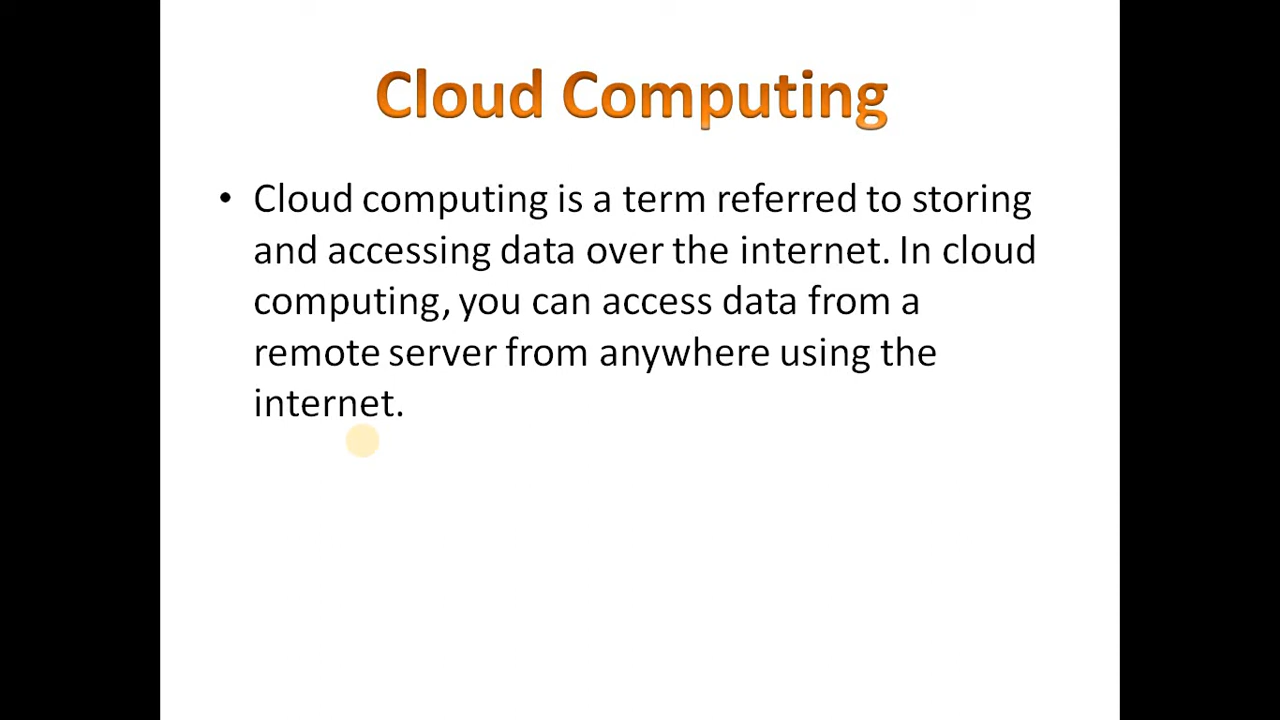 Cloud Computing
• Cloud computing is a term referred to storing
and accessing data over the internet. In cloud
computing, you can access data from a
remote server from anywhere using the
internet.